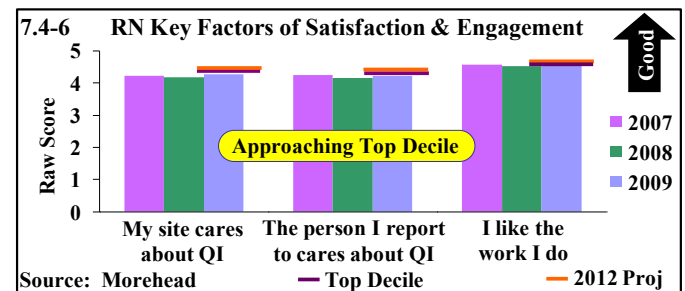 7.4-6 RN Key Factors of Satisfaction & Engagement
Good
Raw Score
5
4
3
2
1
0
Approaching Top Decile
2007
2008
2009
My site cares
about QI
The person I report
to cares about QI
I like the
work I do
Source: Morehead
Top Decile
2012 Proj